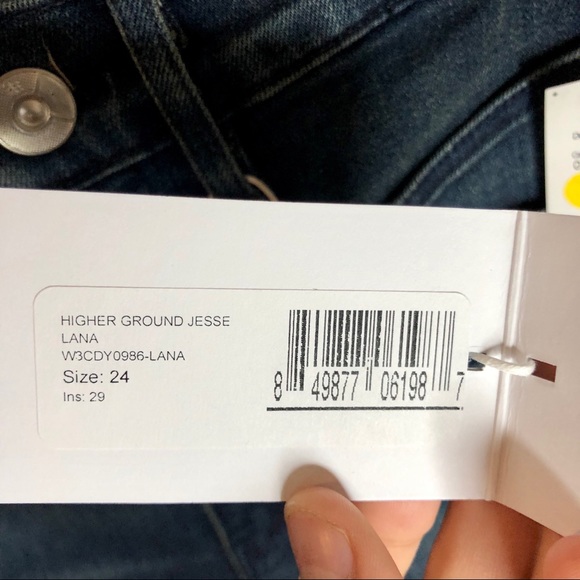 HIGHER GROUND JESSE
LANA
W3CDY0986-LANA
Size: 24
Ins: 29
8 49877 06198 7